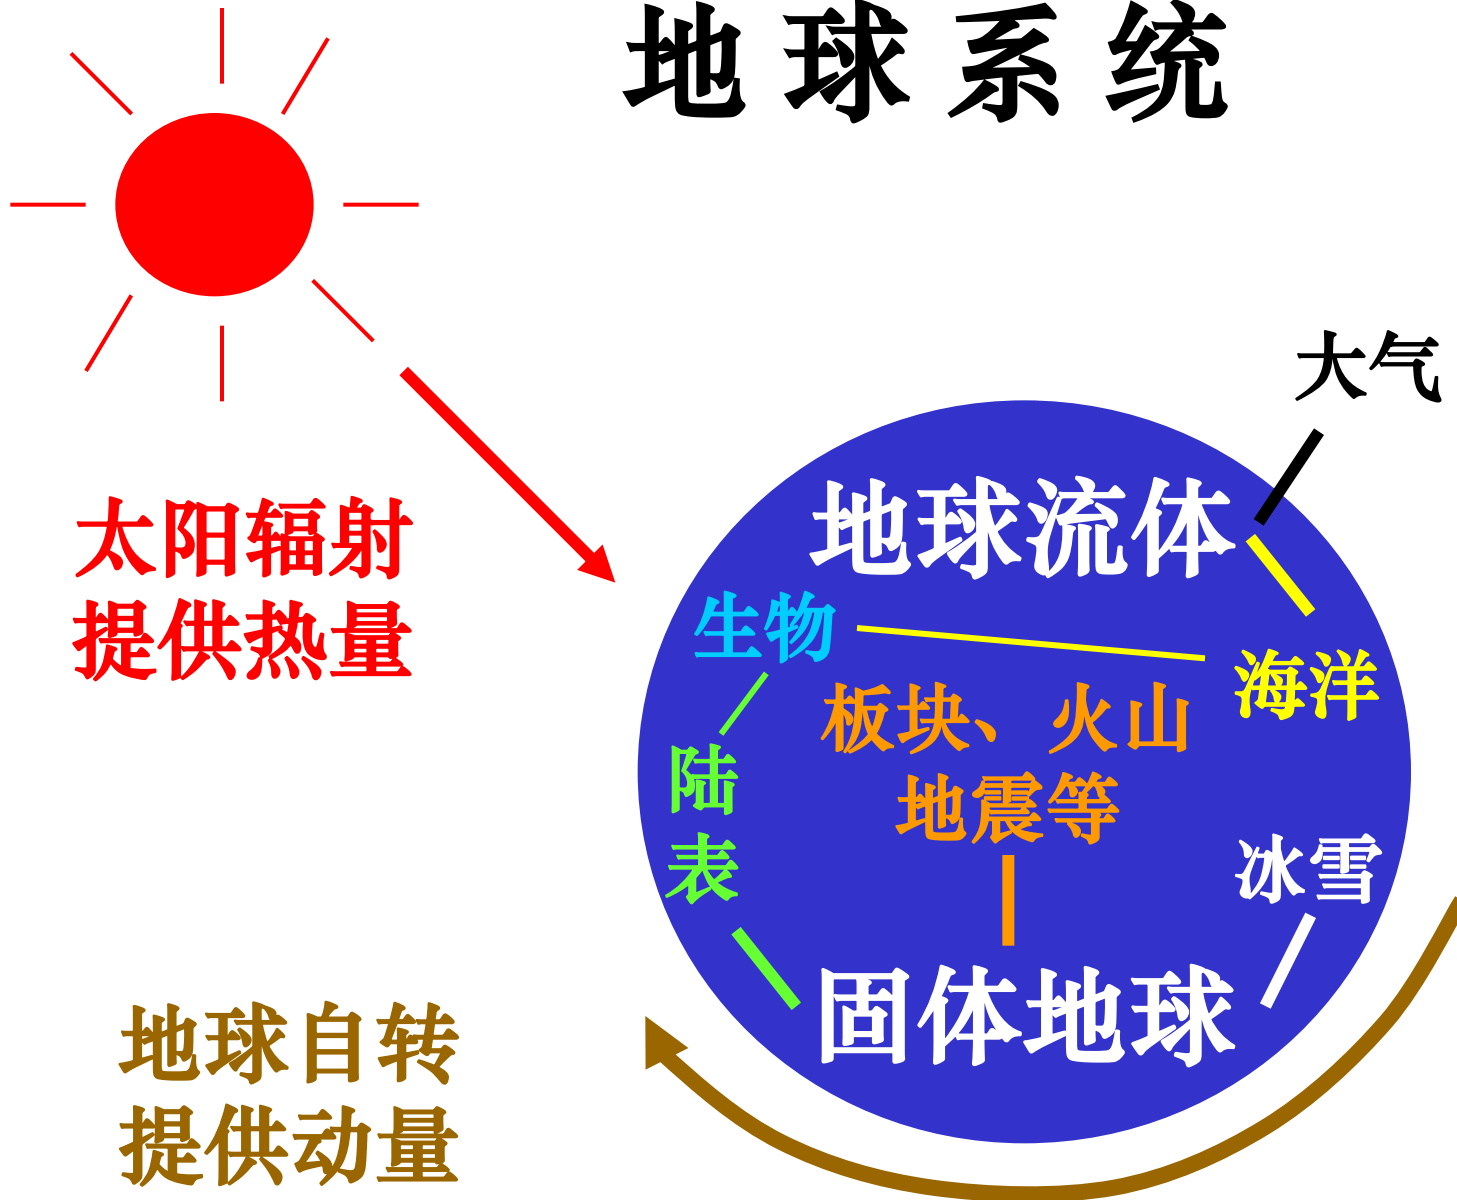 地球系统
大气
太阳辐射
提供热量
地球流体
生物
海洋
板块、火山
地震等
陆
表
冰雪
固体地球
地球自转
提供动量